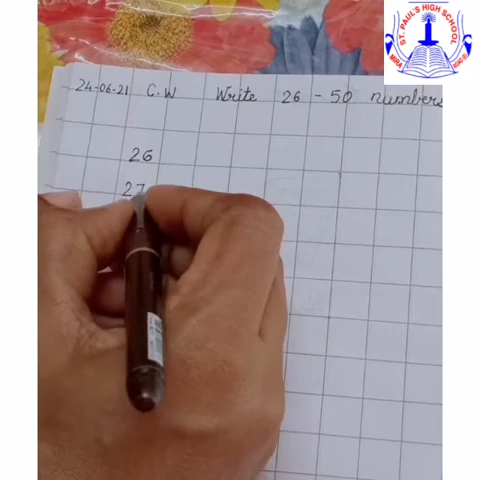 ST. PAUL'S HIGH SCHOOL
24-06-21 C.W Write 26 - 50 numbers
26
27